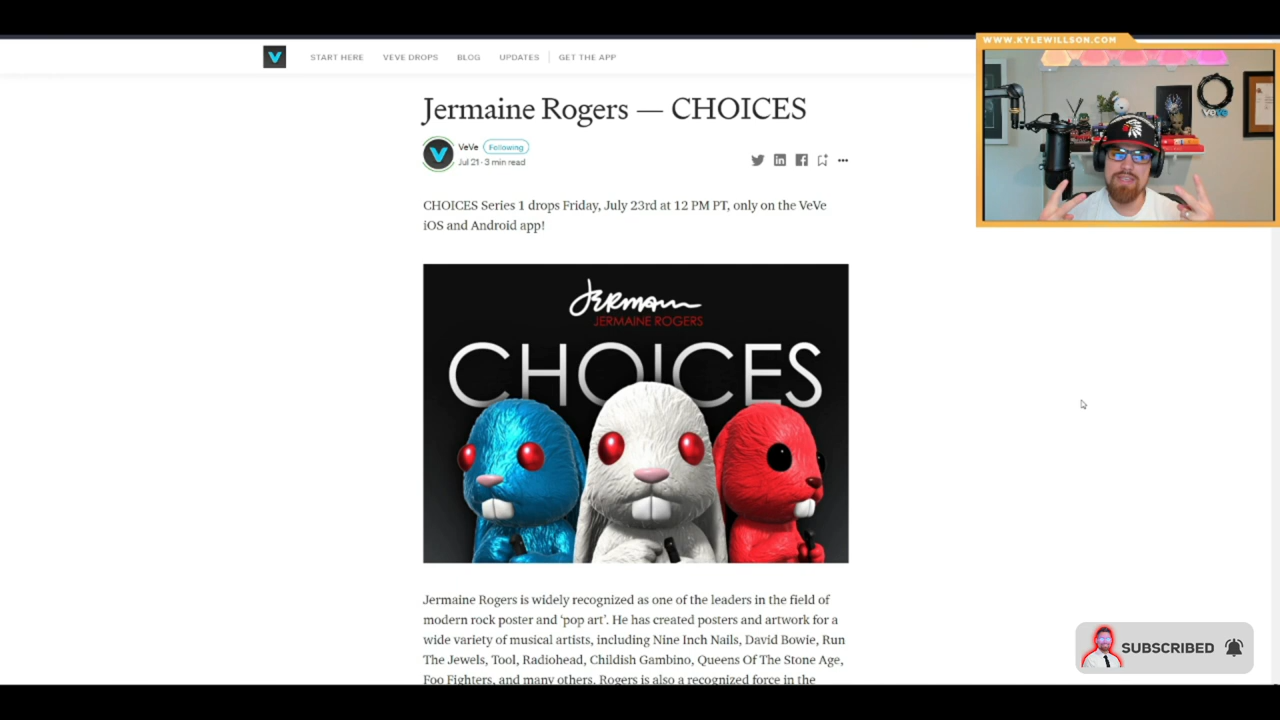 WWW.KYLEWILLSON.COM
START HERE VEVE DROPS BLOG UPDATES GET THE APP
Jermaine Rogers — CHOICES
VeVe Following
Jul 21 · 3 min read
CHOICES Series 1 drops Friday, July 23rd at 12 PM PT, only on the VeVe
iOS and Android app!
JERMAINE ROGERS
CHOICES
Jermaine Rogers is widely recognized as one of the leaders in the field of
modern rock poster and ‘pop art’. He has created posters and artwork for a
wide variety of musical artists, including Nine Inch Nails, David Bowie, Run
The Jewels, Tool, Radiohead, Childish Gambino, Queens Of The Stone Age,
Foo Fighters, and many others. Rogers is also a recognized force in the
SUBSCRIBED
veve